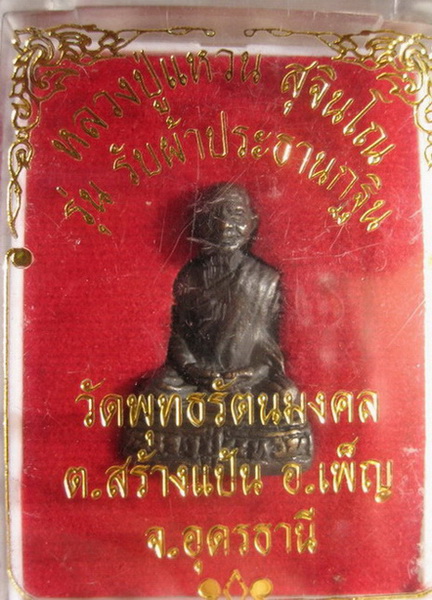 หลวงปู่แหวน สุจินโณ
รุ่น รับผ้าประธานกฐิน
วัดพุทธรัตนมงคล
ต.สร้างแป้น อ.เพ็ญ
จ.อุดรธานี